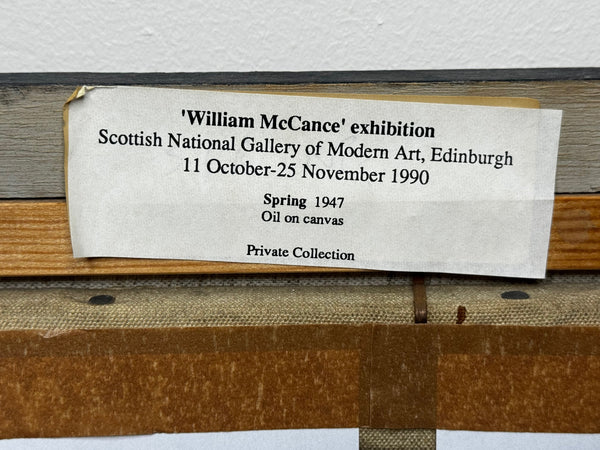 'William McCance' exhibition
Scottish National Gallery of Modern Art, Edinburgh
11 October-25 November 1990
Spring 1947
Oil on canvas
Private Collection